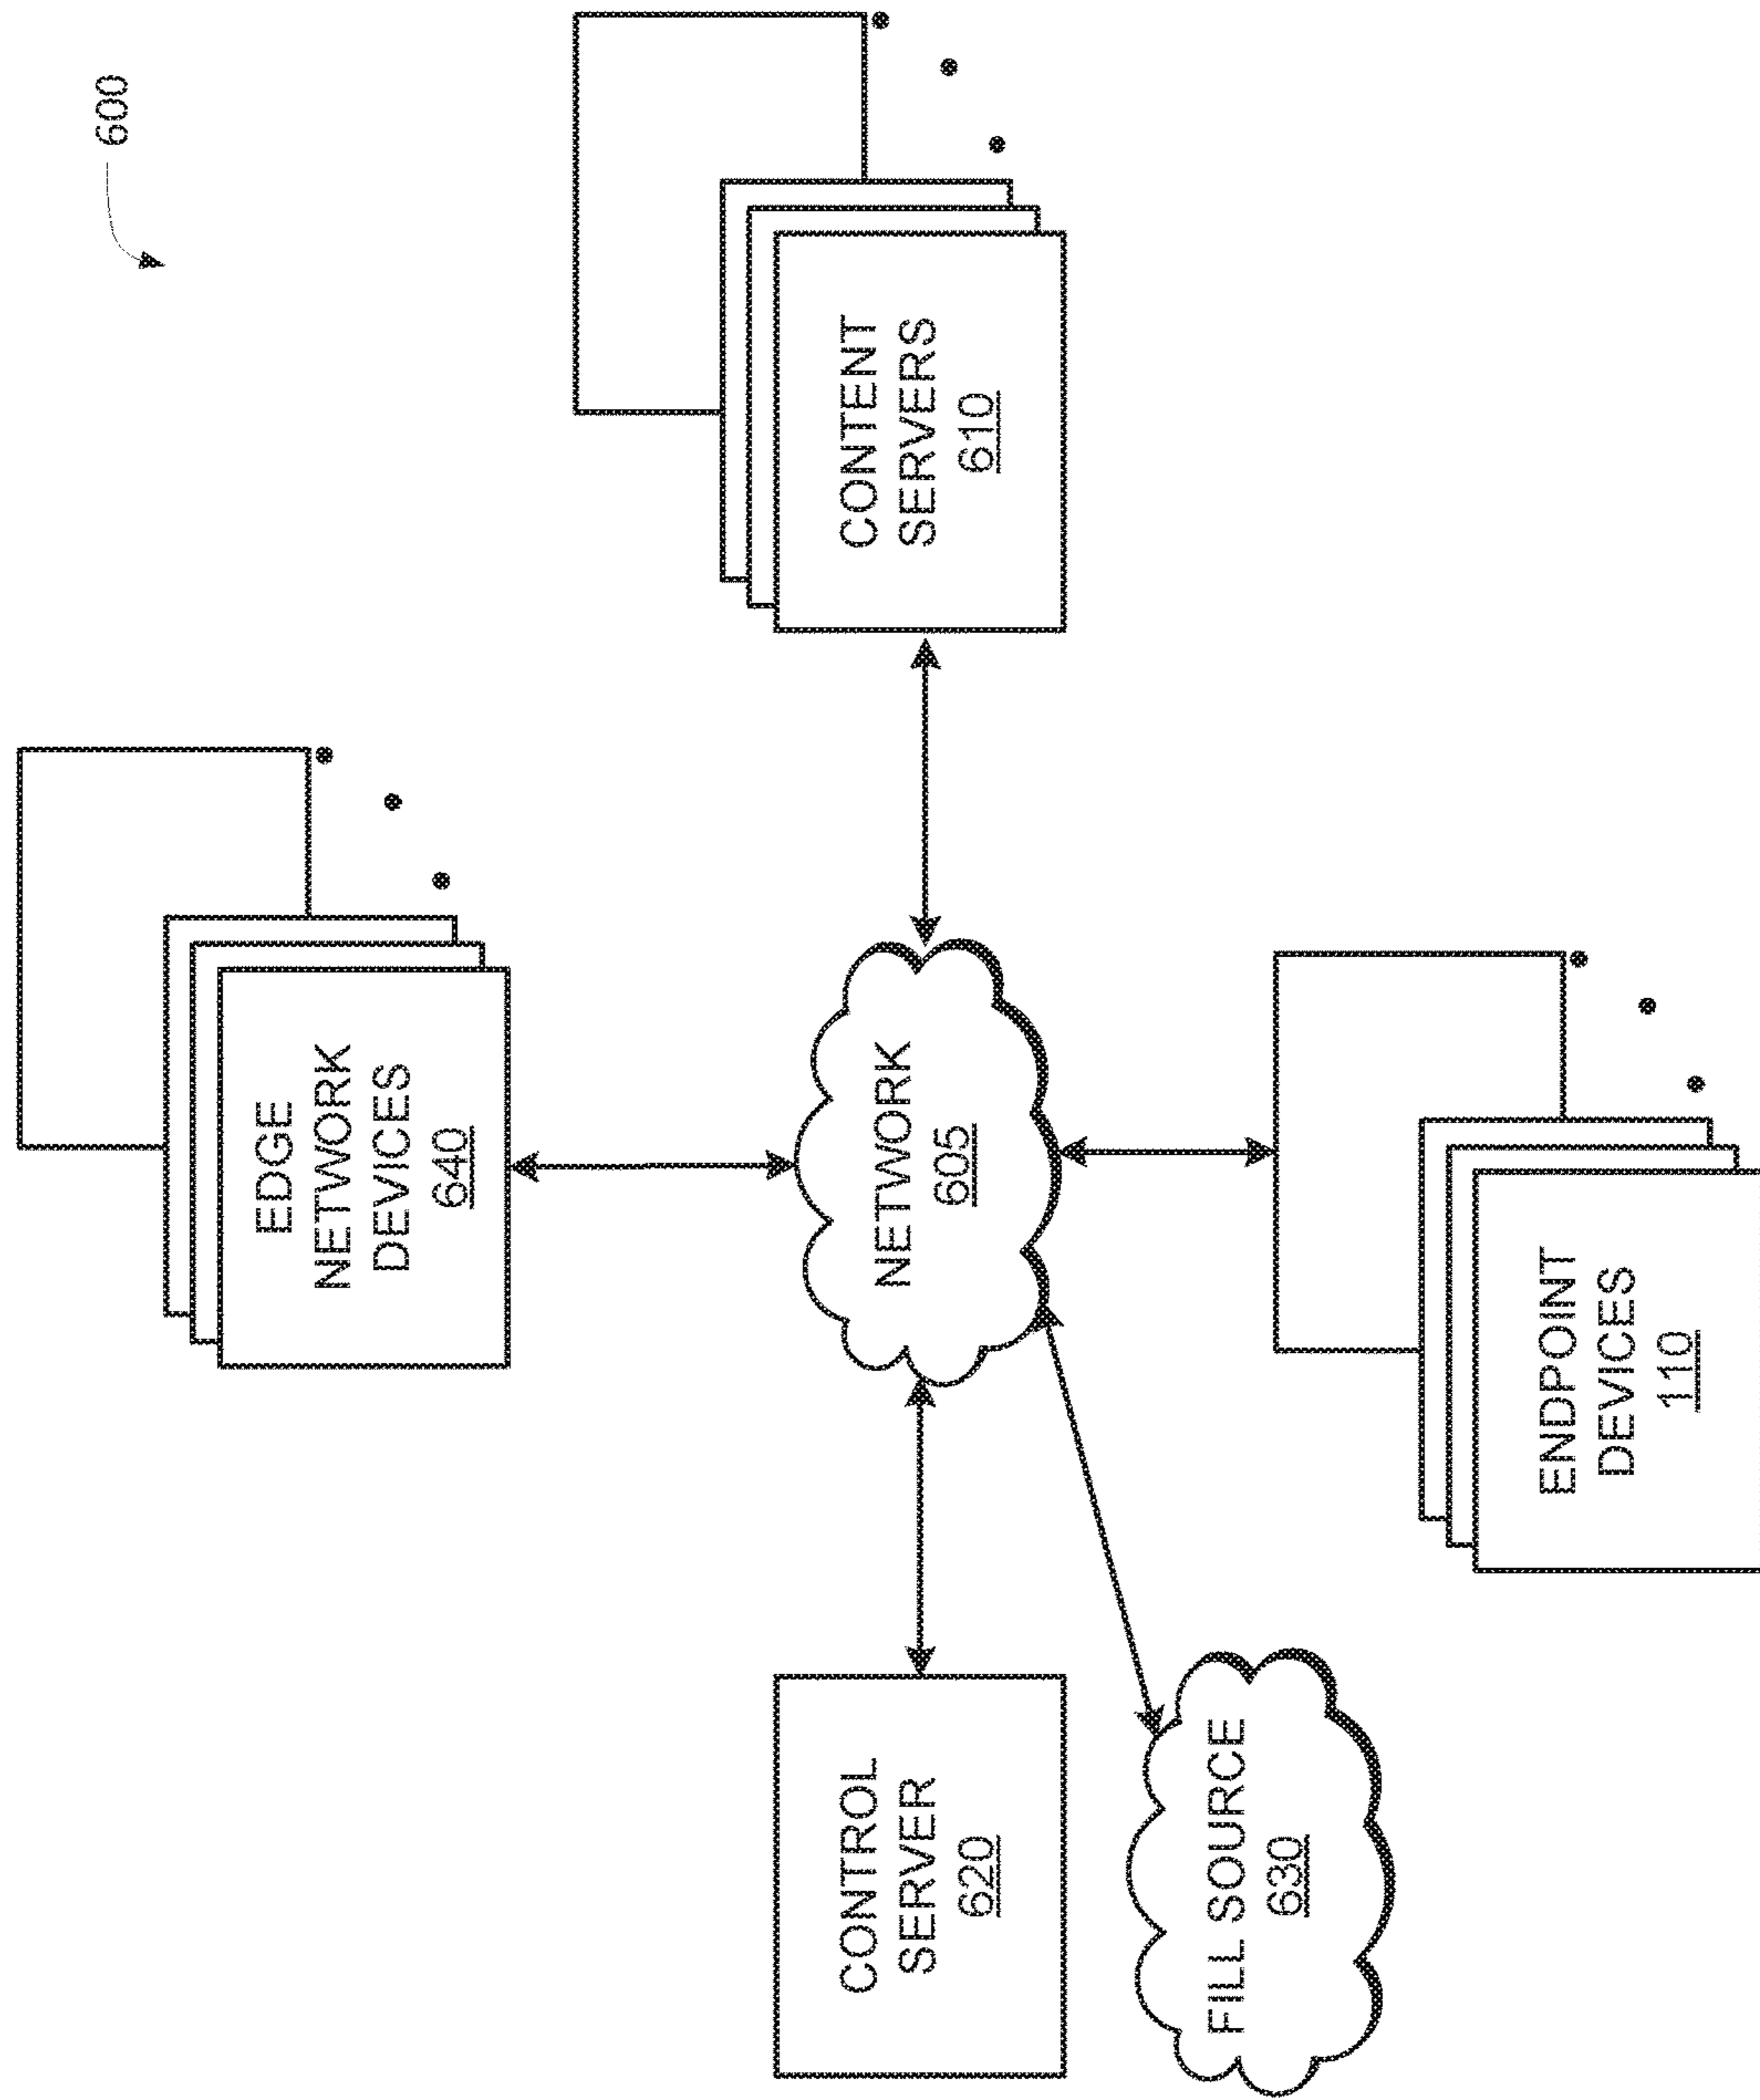 600
EDGE
NETWORK
DEVICES
640
CONTROL
SERVER
620
NETWORK
605
CONTENT
SERVERS
610
FILL SOURCE
630
ENDPOINT
DEVICES
110